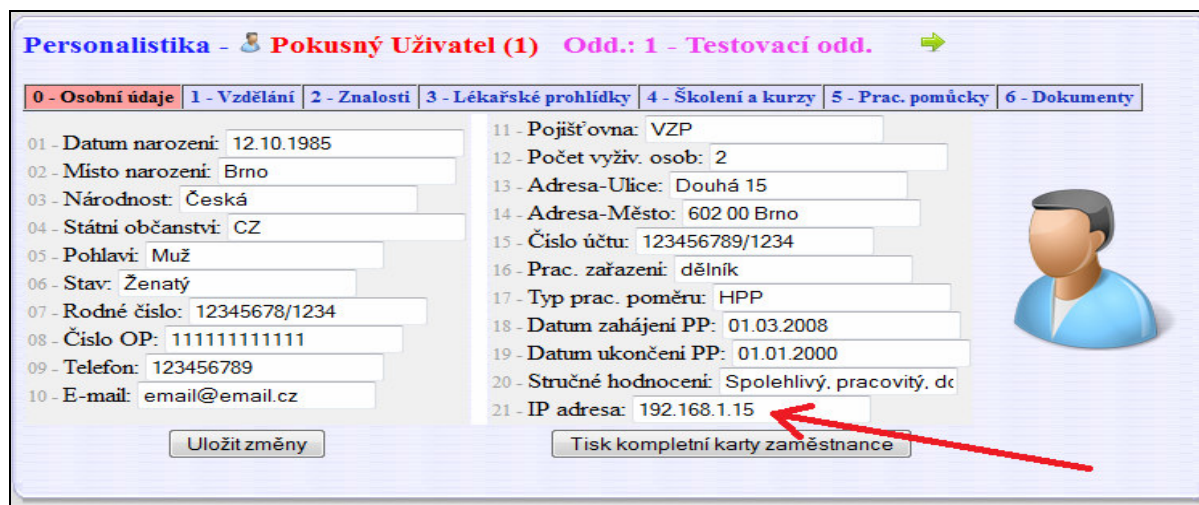 Personalistika - Pokusný Uživatel (1) Odd.: 1 - Testovací odd.
0 - Osobní údaje 1 - Vzdělání 2 - Znalosti 3 - Lékařské prohlídky 4 - Školení a kurzy 5 - Prac. pomůcky 6 - Dokumenty
01 - Datum narození: 12.10.1985
02 - Místo narození: Brno
03 - Národnost: Česká
04 - Státní občanství: CZ
05 - Pohlaví: Muž
06 - Stav: Ženatý
07 - Rodné číslo: 12345678/1234
08 - Číslo OP: 111111111111
09 - Telefon: 123456789
10 - E-mail: email@email.cz
Uložit změny
11 - Pojišťovna: VZP
12 - Počet vyživ. osob: 2
13 - Adresa-Ulice: Douhá 15
14 - Adresa-Město: 602 00 Brno
15 - Číslo účtu: 123456789/1234
16 - Prac. zařazení: dělník
17 - Typ prac. poměru: HPP
18 - Datum zahájení PP: 01.03.2008
19 - Datum ukončení PP: 01.01.2000
20 - Stručné hodnocení: Spolehlivý, pracovitý, dc
21 - IP adresa: 192.168.1.15
Tisk kompletní karty zaměstnance